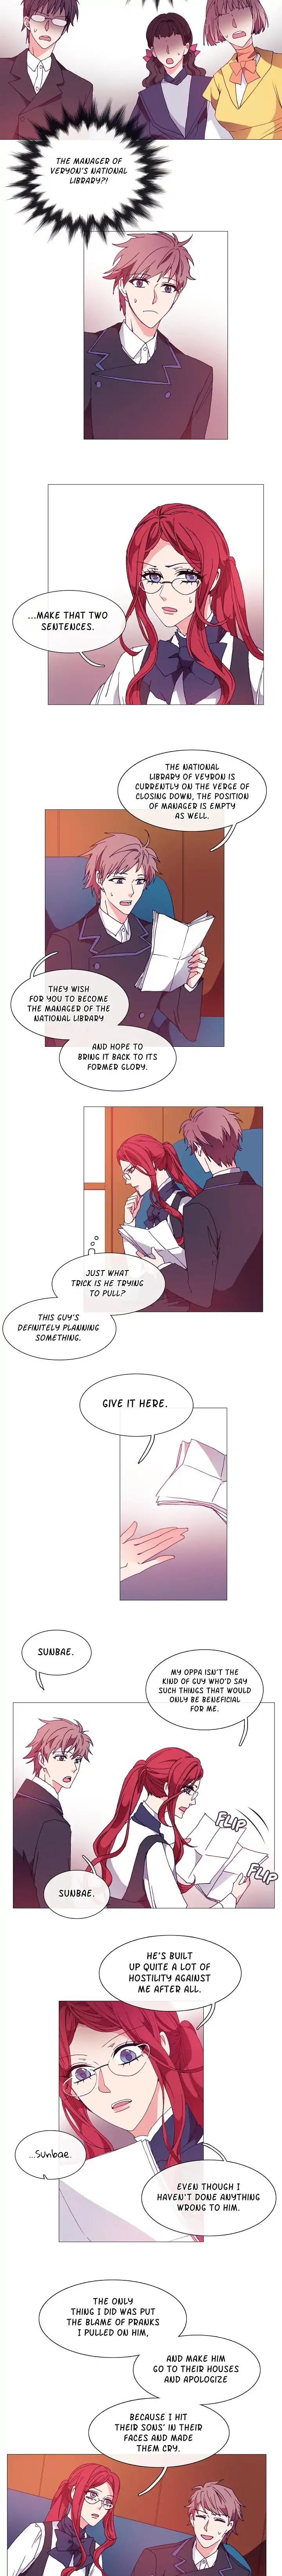 THE MANAGER OF
VERYON'S NATIONAL
LIBRARY?!
...MAKE THAT TWO
SENTENCES.
THE NATIONAL
LIBRARY OF VEYRON IS
CURRENTLY ON THE VERGE OF
CLOSING DOWN, THE POSITION
OF MANAGER IS EMPTY
AS WELL.
THEY WISH
FOR YOU TO BECOME
THE MANAGER OF THE
NATIONAL LIBRARY
AND HOPE TO
BRING IT BACK TO ITS
FORMER GLORY.
JUST WHAT
TRICK IS HE TRYING
TO PULL?
THIS GUY'S
DEFINITELY PLANNING
SOMETHING.
GIVE IT HERE.
SUNBAE.
MY OPPA ISN'T THE
KIND OF GUY WHO'D SAY
SUCH THINGS THAT WOULD
ONLY BE BENEFICIAL
FOR ME.
FLIP
FLIP
SUNBAE.
HE'S BUILT
UP QUITE A LOT OF
HOSTILITY AGAINST
ME AFTER ALL.
...Sunbae.
EVEN THOUGH I
HAVEN'T DONE ANYTHING
WRONG TO HIM.
THE ONLY
THING I DID WAS PUT
THE BLAME OF PRANKS
I PULLED ON HIM,
AND MAKE HIM
GO TO THEIR HOUSES
AND APOLOGIZE
BECAUSE I HIT
THEIR SONS' IN THEIR
FACES AND MADE
THEM CRY.